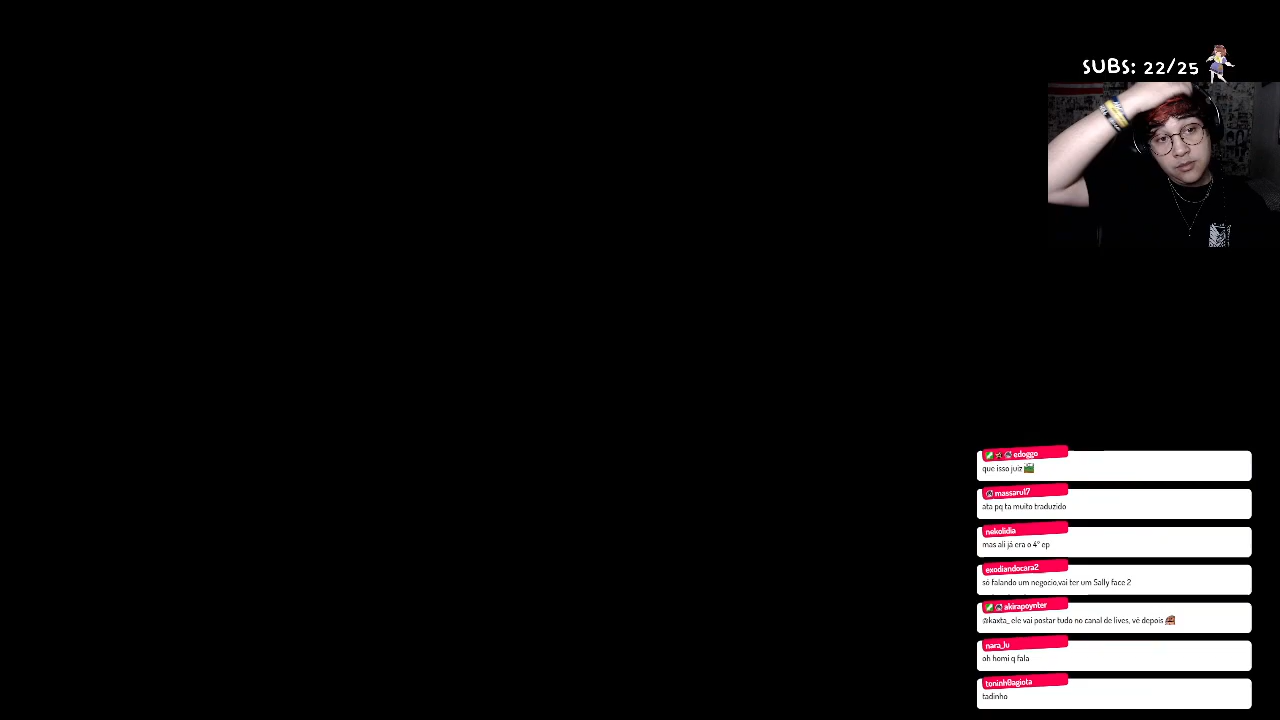 SUBS: 22/25
edoggo
que isso juiz
massaru17
ata pq ta muito traduzido
nekolidia
mas ali já era o 4° ep
exodiandocara2
só falando um negocio,vai ter um Sally face 2
akirapoynter
@kaxta_ ele vai postar tudo no canal de lives, vê depois
nara_lu
oh homi q fala
toninh0agiota
tadinho